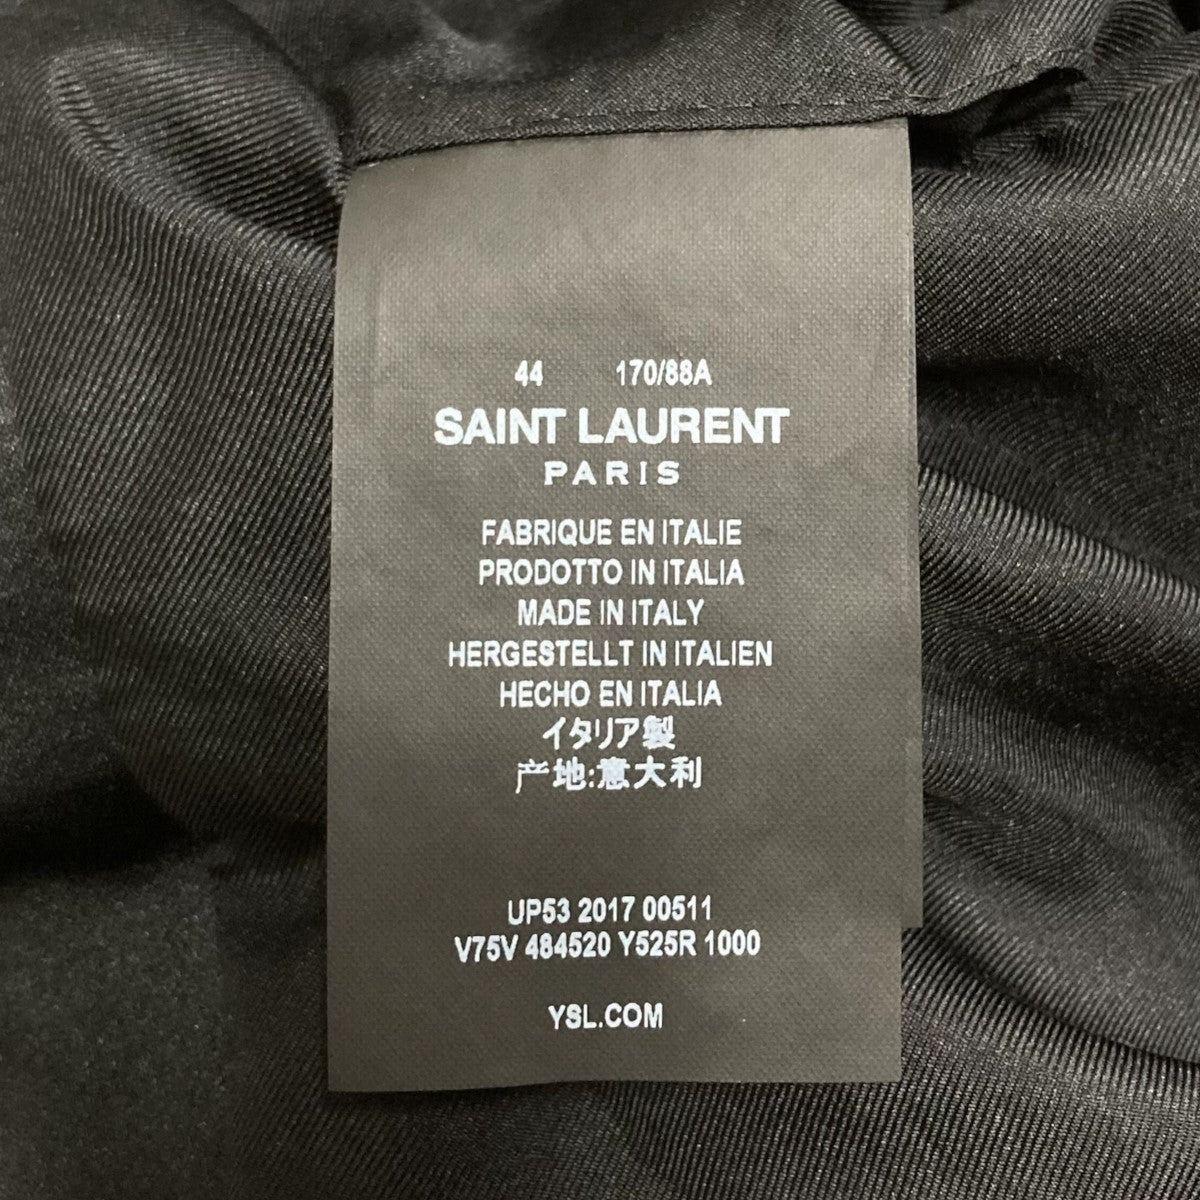 44 170/88A
SAINT LAURENT
PARIS
FABRIQUE EN ITALIE
PRODOTTO IN ITALIA
MADE IN ITALY
HERGESTELLT IN ITALIEN
HECHO EN ITALIA
イタリア製
产地:意大利
UP53 2017 00511
V75V 484520 Y525R 1000
YSL.COM